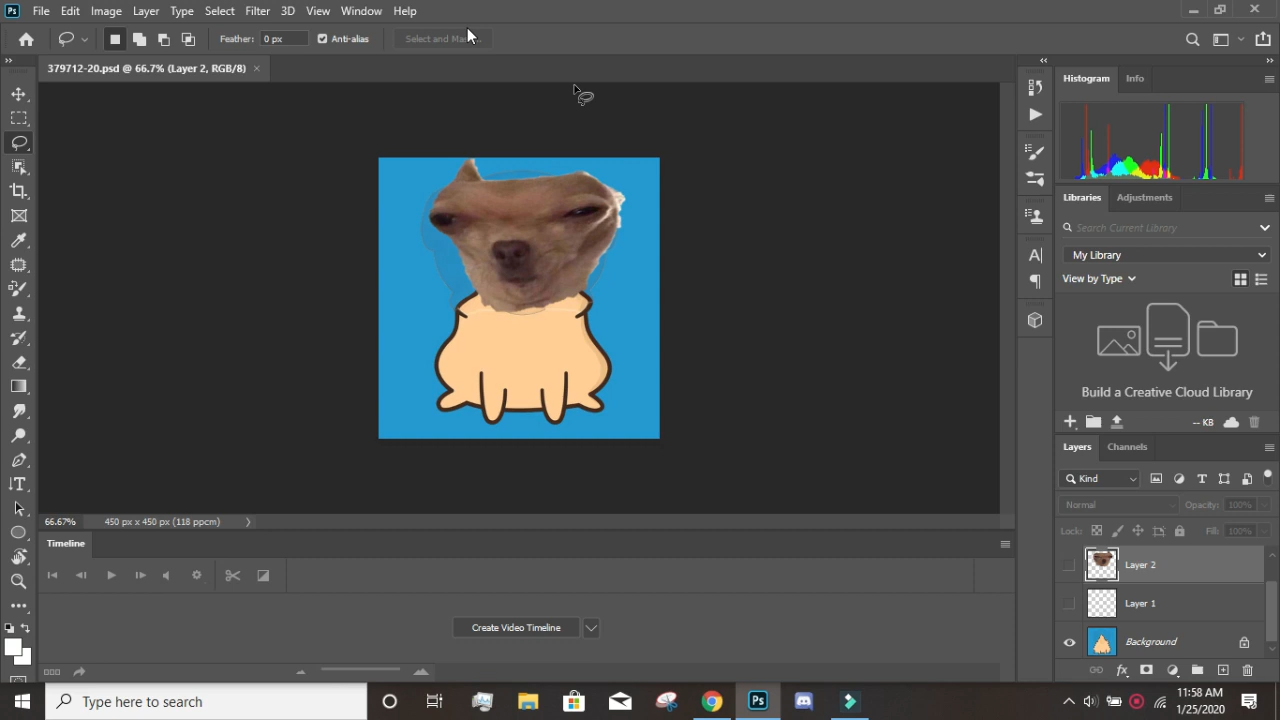 Ps File Edit Image Layer Type Select Filter 3D View Window Help
Feather: 0 px Anti-alias Select and Mask...
379712-20.psd @ 66.7% (Layer 2, RGB/8)
Histogram Info
Libraries Adjustments
Search Current Library
My Library
View by Type
Build a Creative Cloud Library
-- KB
Layers Channels
Kind
Normal Opacity: 100%
Lock: Fill: 100%
Layer 2
Layer 1
Background
66.67% 450 px x 450 px (118 ppcm)
Timeline
Create Video Timeline
Type here to search
Ps
11:58 AM
1/25/2020